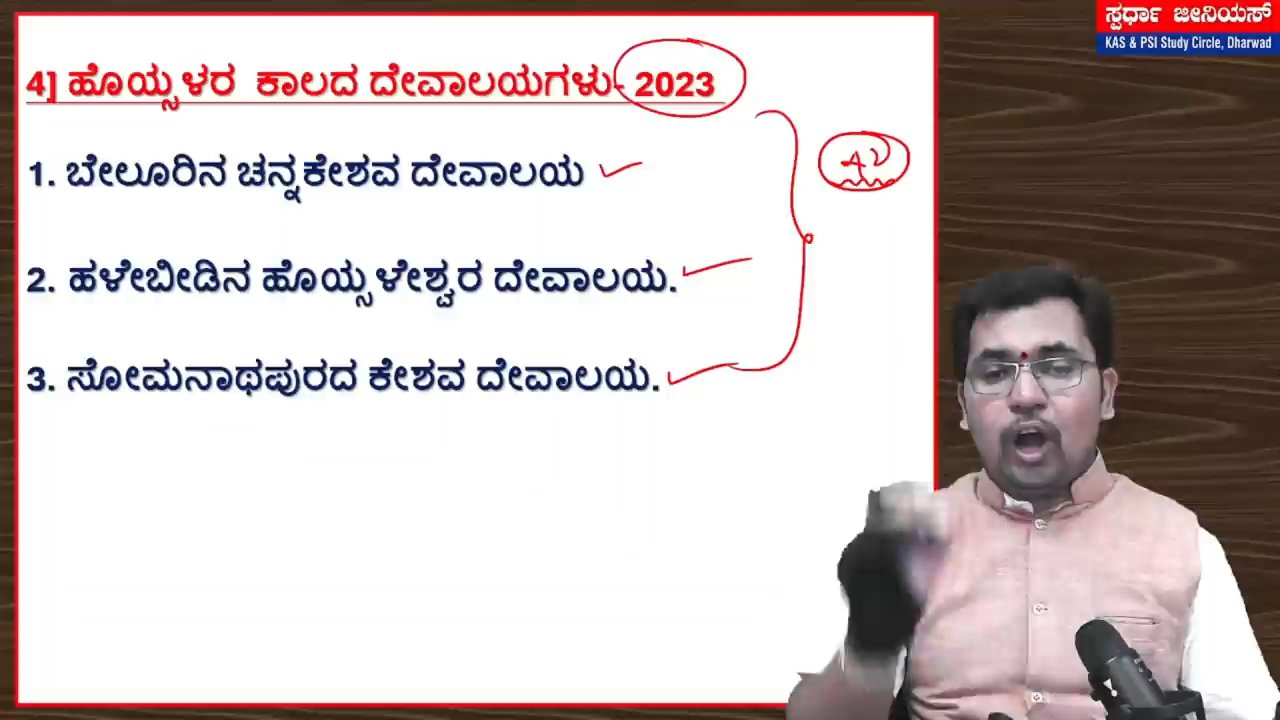 ಸ್ಪರ್ಧಾ ಜೀನಿಯಸ್
KAS & PSI Study Circle, Dharwad
4] ಹೊಯ್ಸಳರ ಕಾಲದ ದೇವಾಲಯಗಳು- 2023
1. ಬೇಲೂರಿನ ಚನ್ನಕೇಶವ ದೇವಾಲಯ
2. ಹಳೇಬೀಡಿನ ಹೊಯ್ಸಳೇಶ್ವರ ದೇವಾಲಯ.
3. ಸೋಮನಾಥಪುರದ ಕೇಶವ ದೇವಾಲಯ.